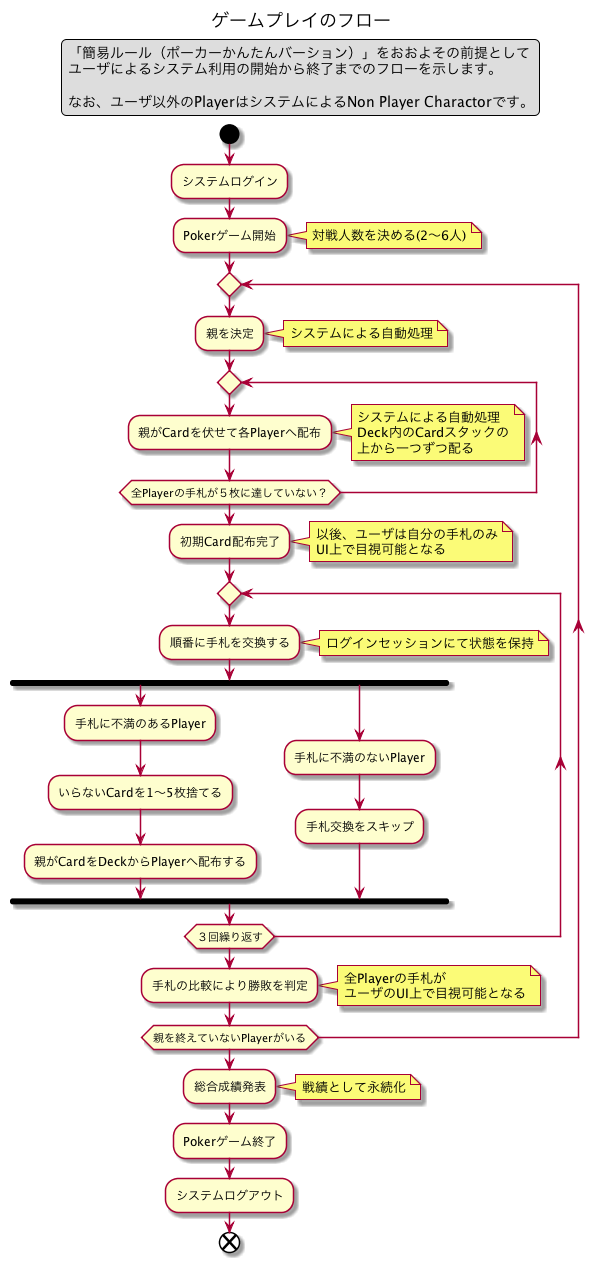 ゲームプレイのフロー
「簡易ルール（ポーカーかんたんバーション）」をおおよその前提として
ユーザによるシステム利用の開始から終了までのフローを示します。
なお、ユーザ以外のPlayerはシステムによるNon Player Charactorです。
システムログイン
Pokerゲーム開始
対戦人数を決める(2〜6人)
親を決定
システムによる自動処理
親がCardを伏せて各Playerへ配布
システムによる自動処理
Deck内のCardスタックの
上から一つずつ配る
全Playerの手札が５枚に達していない？
初期Card配布完了
以後、ユーザは自分の手札のみ
UI上で目視可能となる
順番に手札を交換する
ログインセッションにて状態を保持
手札に不満のあるPlayer
いらないCardを1〜5枚捨てる
親がCardをDeckからPlayerへ配布する
手札に不満のないPlayer
手札交換をスキップ
３回繰り返す
手札の比較により勝敗を判定
全Playerの手札が
ユーザのUI上で目視可能となる
親を終えていないPlayerがいる
総合成績発表
戦績として永続化
Pokerゲーム終了
システムログアウト